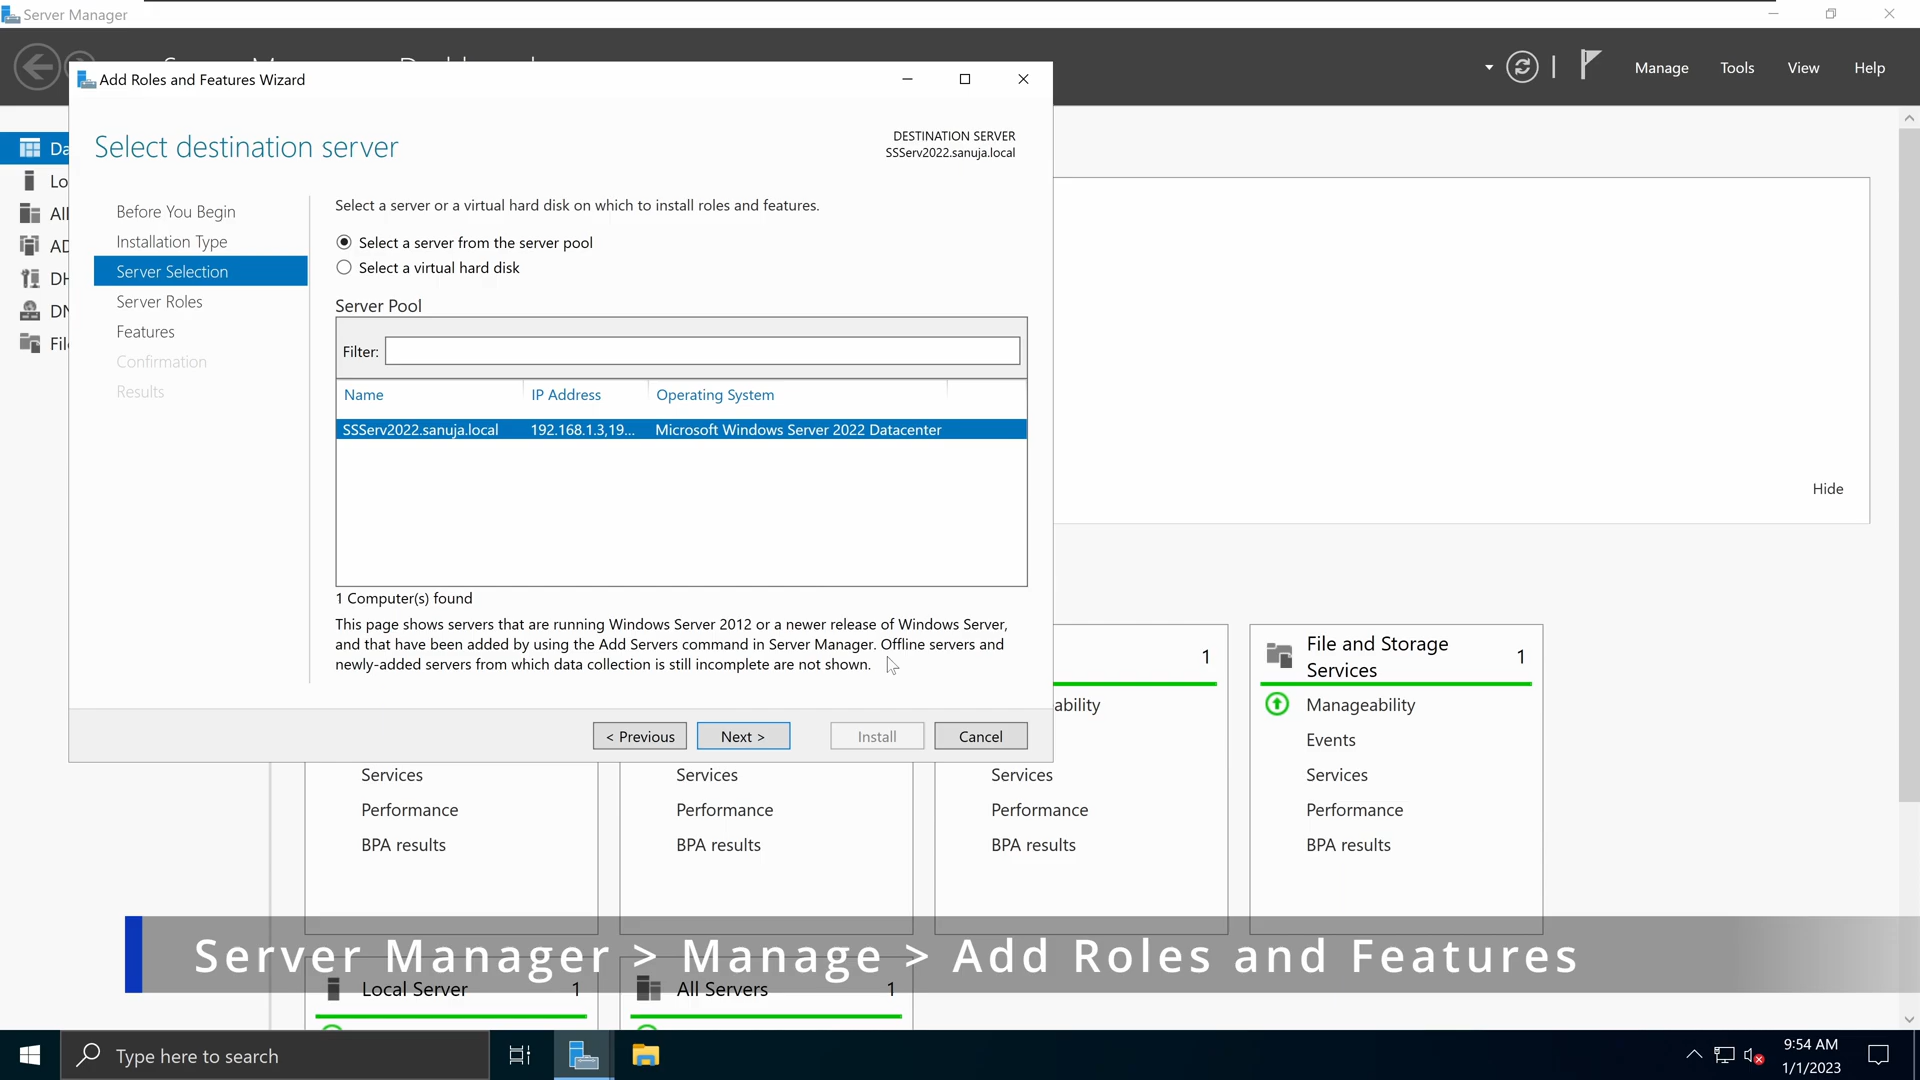 Server Manager
Manage
Tools
View
Help
Add Roles and Features Wizard
Select destination server
DESTINATION SERVER
SSServ2022.sanuja.local
Before You Begin
Installation Type
Server Selection
Server Roles
Features
Confirmation
Results
Select a server or a virtual hard disk on which to install roles and features.
Select a server from the server pool
Select a virtual hard disk
Server Pool
Filter:
Name IP Address Operating System
SSServ2022.sanuja.local 192.168.1.3,19... Microsoft Windows Server 2022 Datacenter
1 Computer(s) found
This page shows servers that are running Windows Server 2012 or a newer release of Windows Server,
and that have been added by using the Add Servers command in Server Manager. Offline servers and
newly-added servers from which data collection is still incomplete are not shown.
< Previous
Next >
Install
Cancel
Da
Lo
All
AD
DH
DN
File
Hide
1
ability
File and Storage
Services
1
Manageability
Events
Services
Performance
BPA results
Services
Performance
BPA results
Services
Performance
BPA results
Services
Performance
BPA results
Server Manager > Manage > Add Roles and Features
Local Server 1
All Servers 1
Type here to search
9:54 AM
1/1/2023